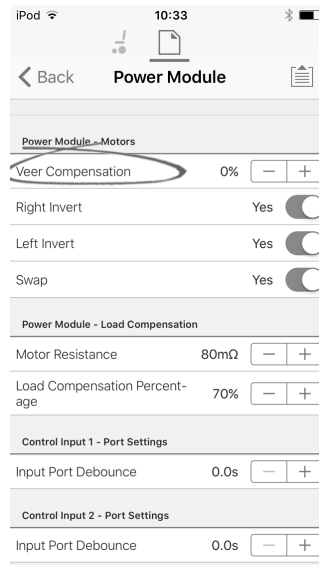 iPod 10:33
Back Power Module
Power Module - Motors
Veer Compensation 0% − +
Right Invert Yes
Left Invert Yes
Swap Yes
Power Module - Load Compensation
Motor Resistance 80mΩ − +
Load Compensation Percent-
age 70% − +
Control Input 1 - Port Settings
Input Port Debounce 0.0s − +
Control Input 2 - Port Settings
Input Port Debounce 0.0s − +